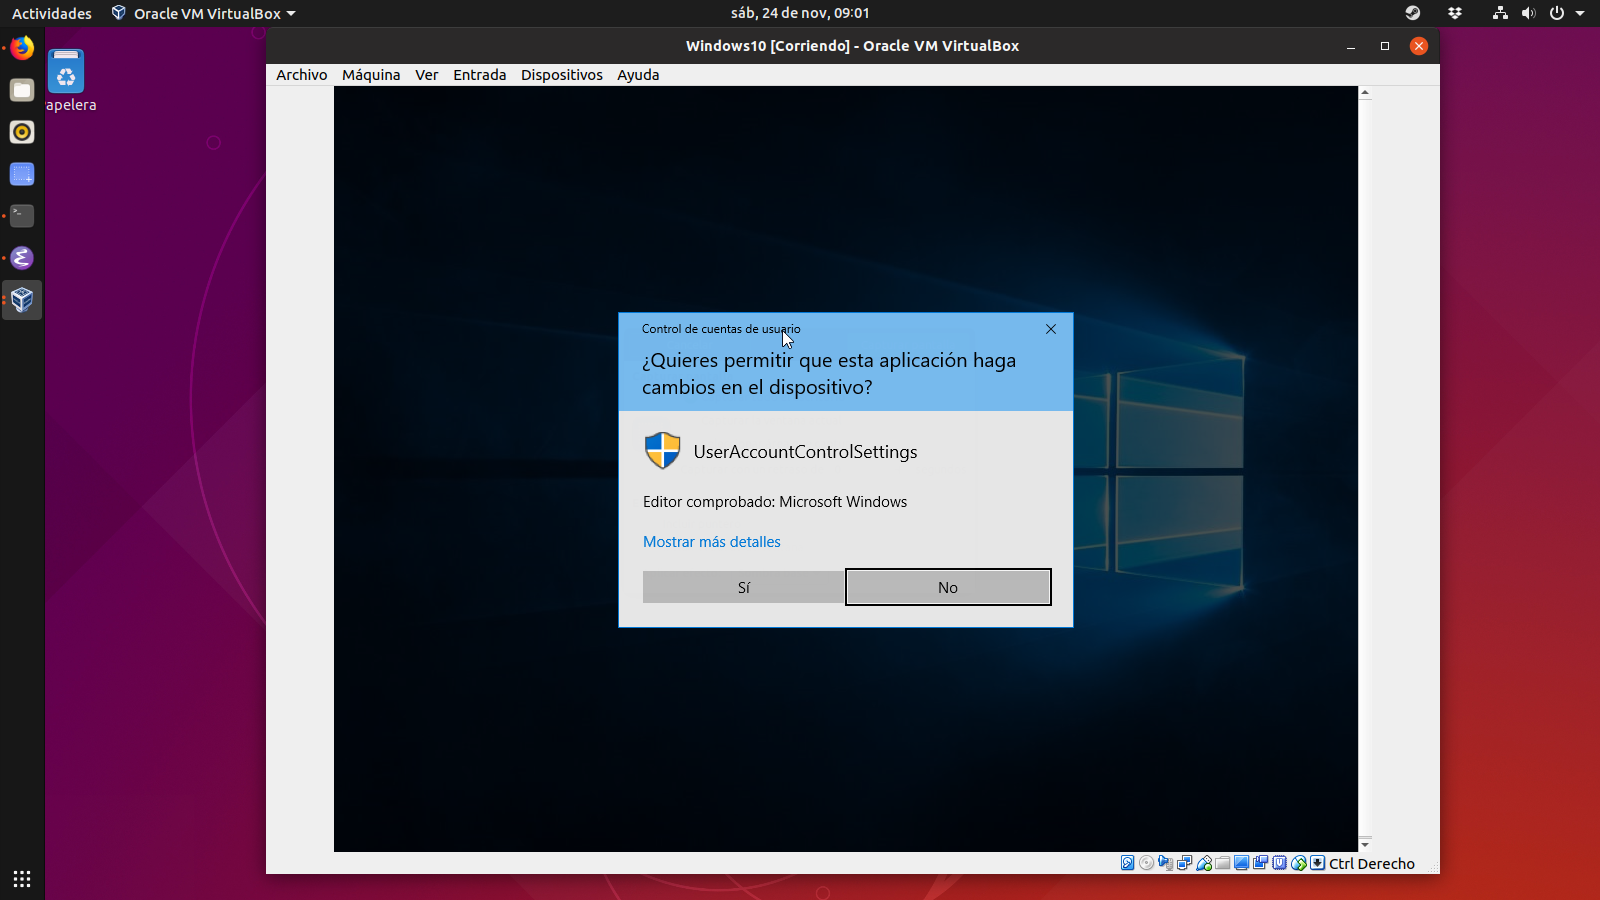 Actividades
Oracle VM VirtualBox
sáb, 24 de nov, 09:01
Windows10 [Corriendo] - Oracle VM VirtualBox
Archivo Máquina Ver Entrada Dispositivos Ayuda
apelera
Control de cuentas de usuario
¿Quieres permitir que esta aplicación haga
cambios en el dispositivo?
UserAccountControlSettings
Editor comprobado: Microsoft Windows
Mostrar más detalles
Sí
No
Ctrl Derecho